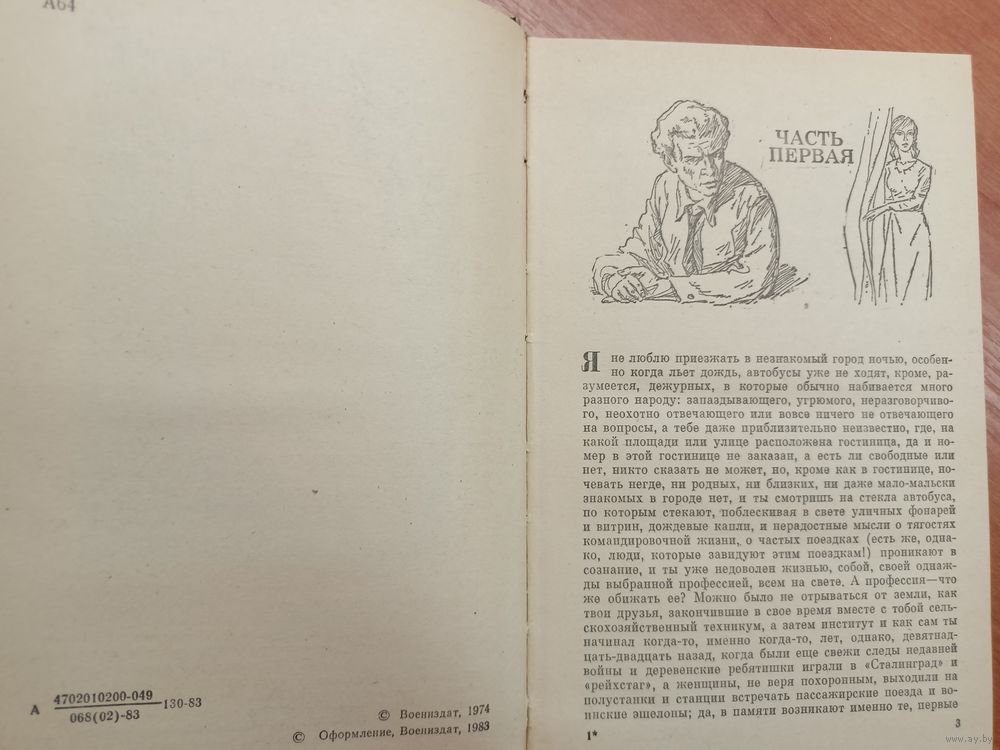 А64
4702010200-049
А
130-83
068(02)-83
© Воениздат, 1974
© Оформление, Воениздат, 1983
ЧАСТЬ
ПЕРВАЯ
Я не люблю приезжать в незнакомый город ночью, особен-
но когда льет дождь, автобусы уже не ходят, кроме, ра-
зумеется, дежурных, в которые обычно набивается много
разного народу: запаздывающего, угрюмого, неразговорчиво-
го, неохотно отвечающего или вовсе ничего не отвечающего
на вопросы, а тебе даже приблизительно неизвестно, где, на
какой площади или улице расположена гостиница, да и но-
мер в этой гостинице не заказан, а есть ли свободные или
нет, никто сказать не может, но, кроме как в гостинице, но-
чевать негде, ни родных, ни близких, ни даже мало-мальски
знакомых в городе нет, и ты смотришь на стекла автобуса,
по которым стекают, поблескивая в свете уличных фонарей
и витрин, дождевые капли, и нерадостные мысли о тягостях
командировочной жизни, о частых поездках (есть же, одна-
ко, люди, которые завидуют этим поездкам!) проникают в
сознание, и ты уже недоволен жизнью, собой, своей однаж-
ды выбранной профессией, всем на свете. А профессия—что
же обижать ее? Можно было не отрываться от земли, как
твои друзья, закончившие в свое время вместе с тобой сель-
скохозяйственный техникум, а затем институт и как сам ты
начинал когда-то, именно когда-то, лет, однако, девятнад-
цать-двадцать назад, когда были еще свежи следы недавней
войны и деревенские ребятишки играли в «Сталинград» и
«рейхстаг», а женщины, не веря похоронным, выходили на
полустанки и станции встречать пассажирские поезда и во-
инские эшелоны; да, в памяти возникают именно те, первые
1*
3
www.ay.by